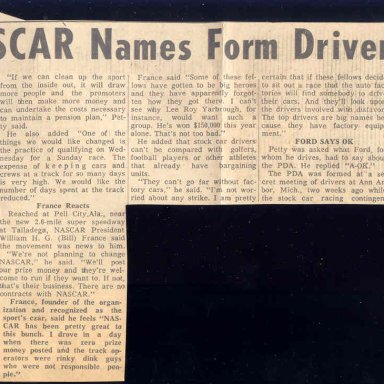 SCAR Names Form Driver
"If we can clean up the sport
from the inside out, it will draw
more people and the promoters
will then make more money and
can undertake the costs necessary
to maintain a pension plan," Pet-
ty said.
He also added "One of the
things we would like changed is
the practice of qualifying on Wed-
nesday for a Sunday race. The
expense of keeping cars and
crews at a track for so many days
is very high. We would like the
number of days spent at the track
reduced."
France Reacts
Reached at Pell City, Ala., near
the new 2.6-mile super speedway
at Talladega, NASCAR President
William H. G. (Bill) France said
the movement was news to him.
"We're not planning to change
NASCAR," he said. "We'll post
our prize money and they're wel-
come to run if they want to. If not,
that's their business. There are no
contracts with NASCAR."
France, founder of the organ-
ization and recognized as the
sport's czar, said he feels "NAS-
CAR has been pretty great to
this bunch. I drove in a day
when there was zero prize
money posted and the track op-
erators were rinky dink guys
who were not responsible peo-
ple."
France said "Some of these fel-
lows have gotten to be big heroes
and they have apparently forgot-
ten how they got there. I can't
see why Lee Roy Yarbrough, for
instance, would want such a
group. He's won $150,000 this year
alone. That's not too bad."
He added that stock car drivers
can't be compared with golfers,
football players or other athletes
that already have bargaining
units.
"They can't go far without fac-
tory cars," he said. "I'm not wor-
ried about any strike. I am pretty
certain that if these fellows decide
to sit out a race that the auto fac-
tories will find somebody to drive
their cars. And they'll look upon
the drivers involved with disfavor.
The top drivers are big names be-
cause they have factory equip-
ment."
FORD SAYS OK
Petty was asked what Ford, for
whom he drives, had to say about
the PDA. He replied "A-OK."
The PDA was formed at a se-
cret meeting of drivers at Ann Ar-
bor, Mich., two weeks ago while
the stock car racing contingent